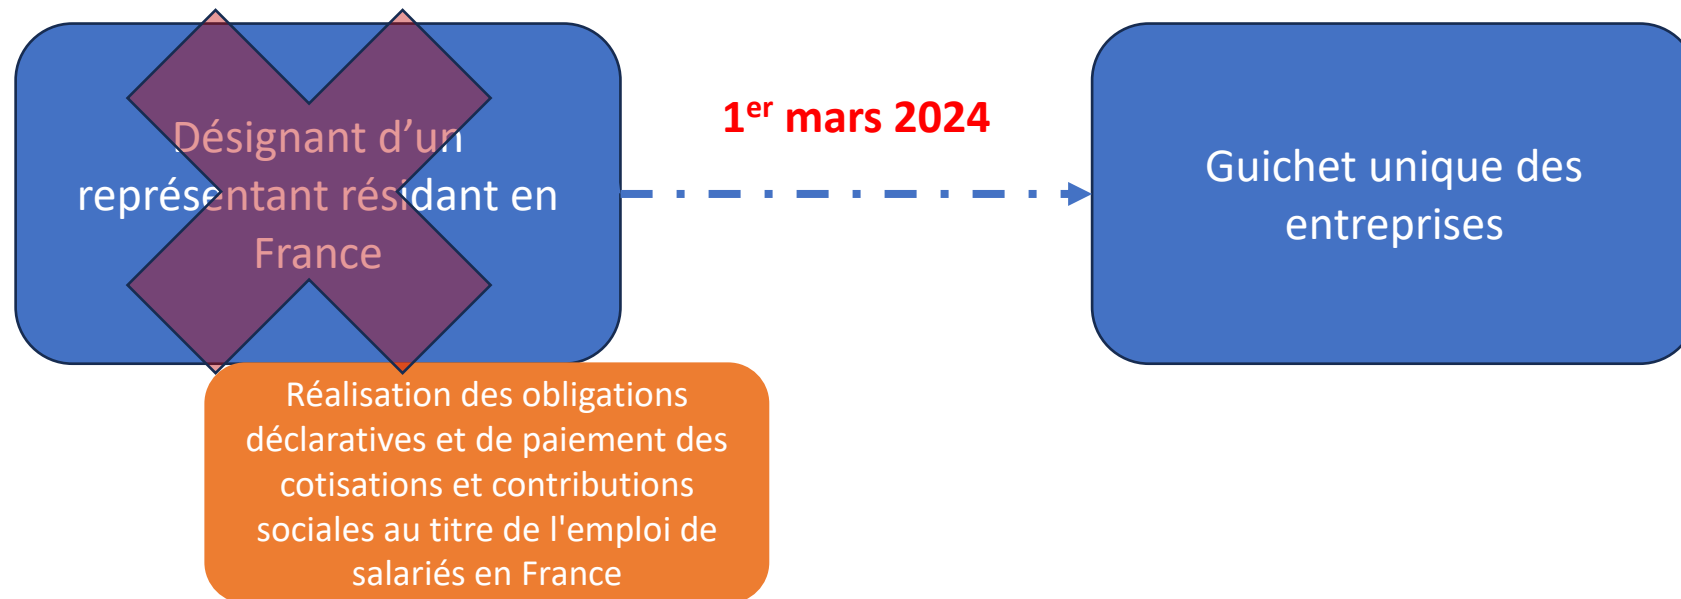 Désignant d’un
représentant résidant en
France
1er mars 2024
Guichet unique des
entreprises
Réalisation des obligations
déclaratives et de paiement des
cotisations et contributions
sociales au titre de l'emploi de
salariés en France